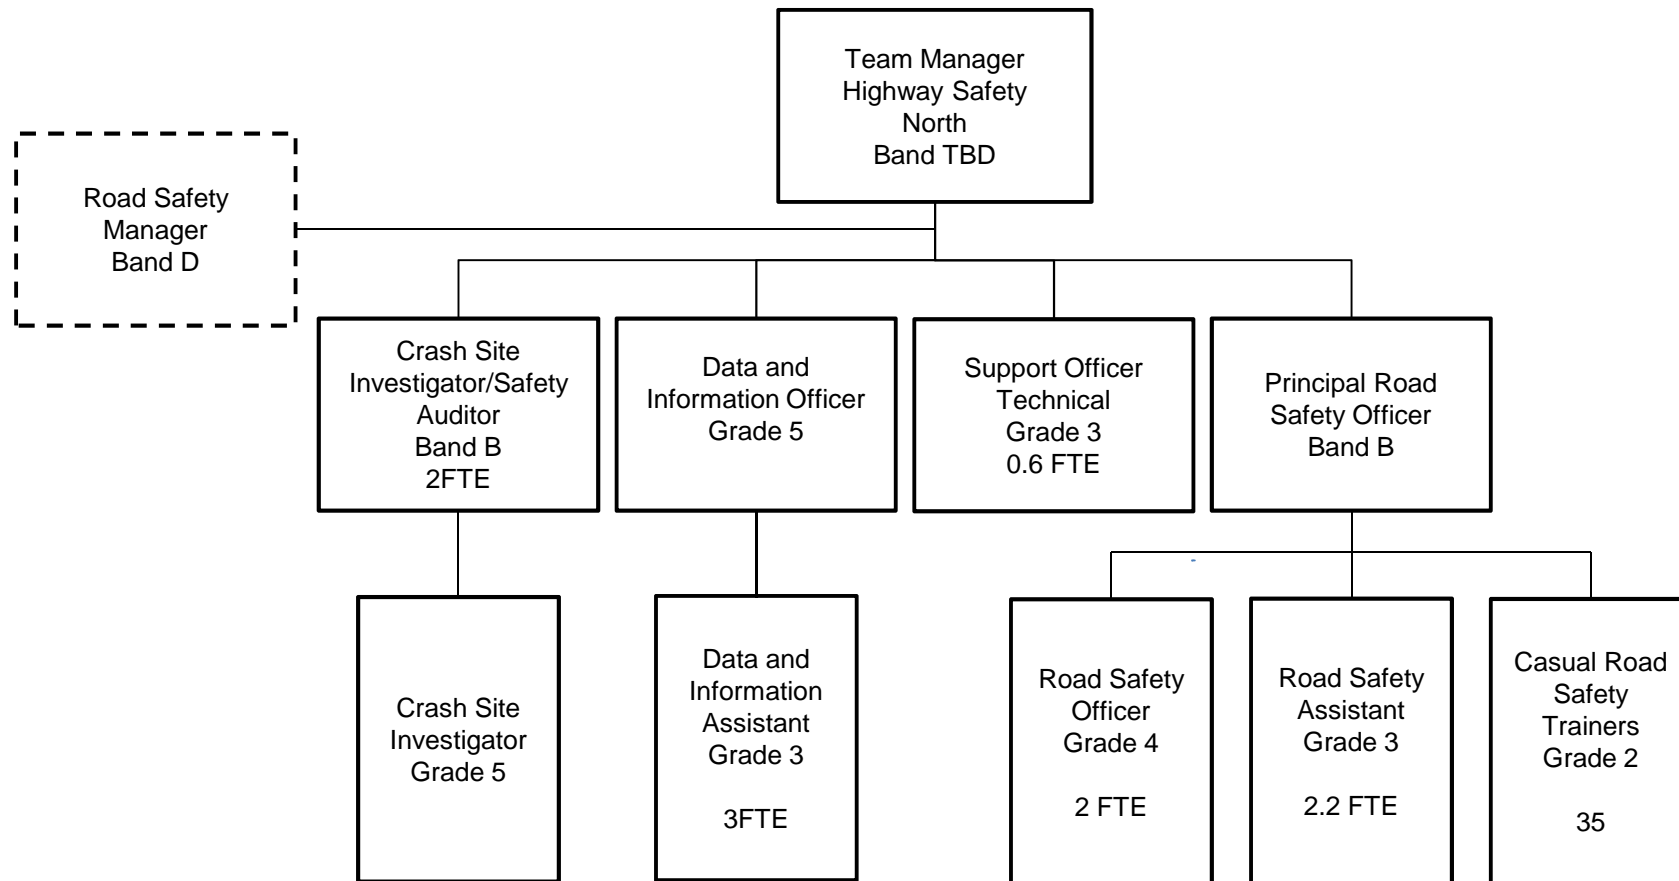 Team Manager
Highway Safety
North
Band TBD
Road Safety
Manager
Band D
Crash Site
Investigator/Safety
Auditor
Band B
2FTE
Data and
Information Officer
Grade 5
Support Officer
Technical
Grade 3
0.6 FTE
Principal Road
Safety Officer
Band B
Crash Site
Investigator
Grade 5
Data and
Information
Assistant
Grade 3
3FTE
Road Safety
Officer
Grade 4
2 FTE
Road Safety
Assistant
Grade 3
2.2 FTE
Casual Road
Safety
Trainers
Grade 2
35